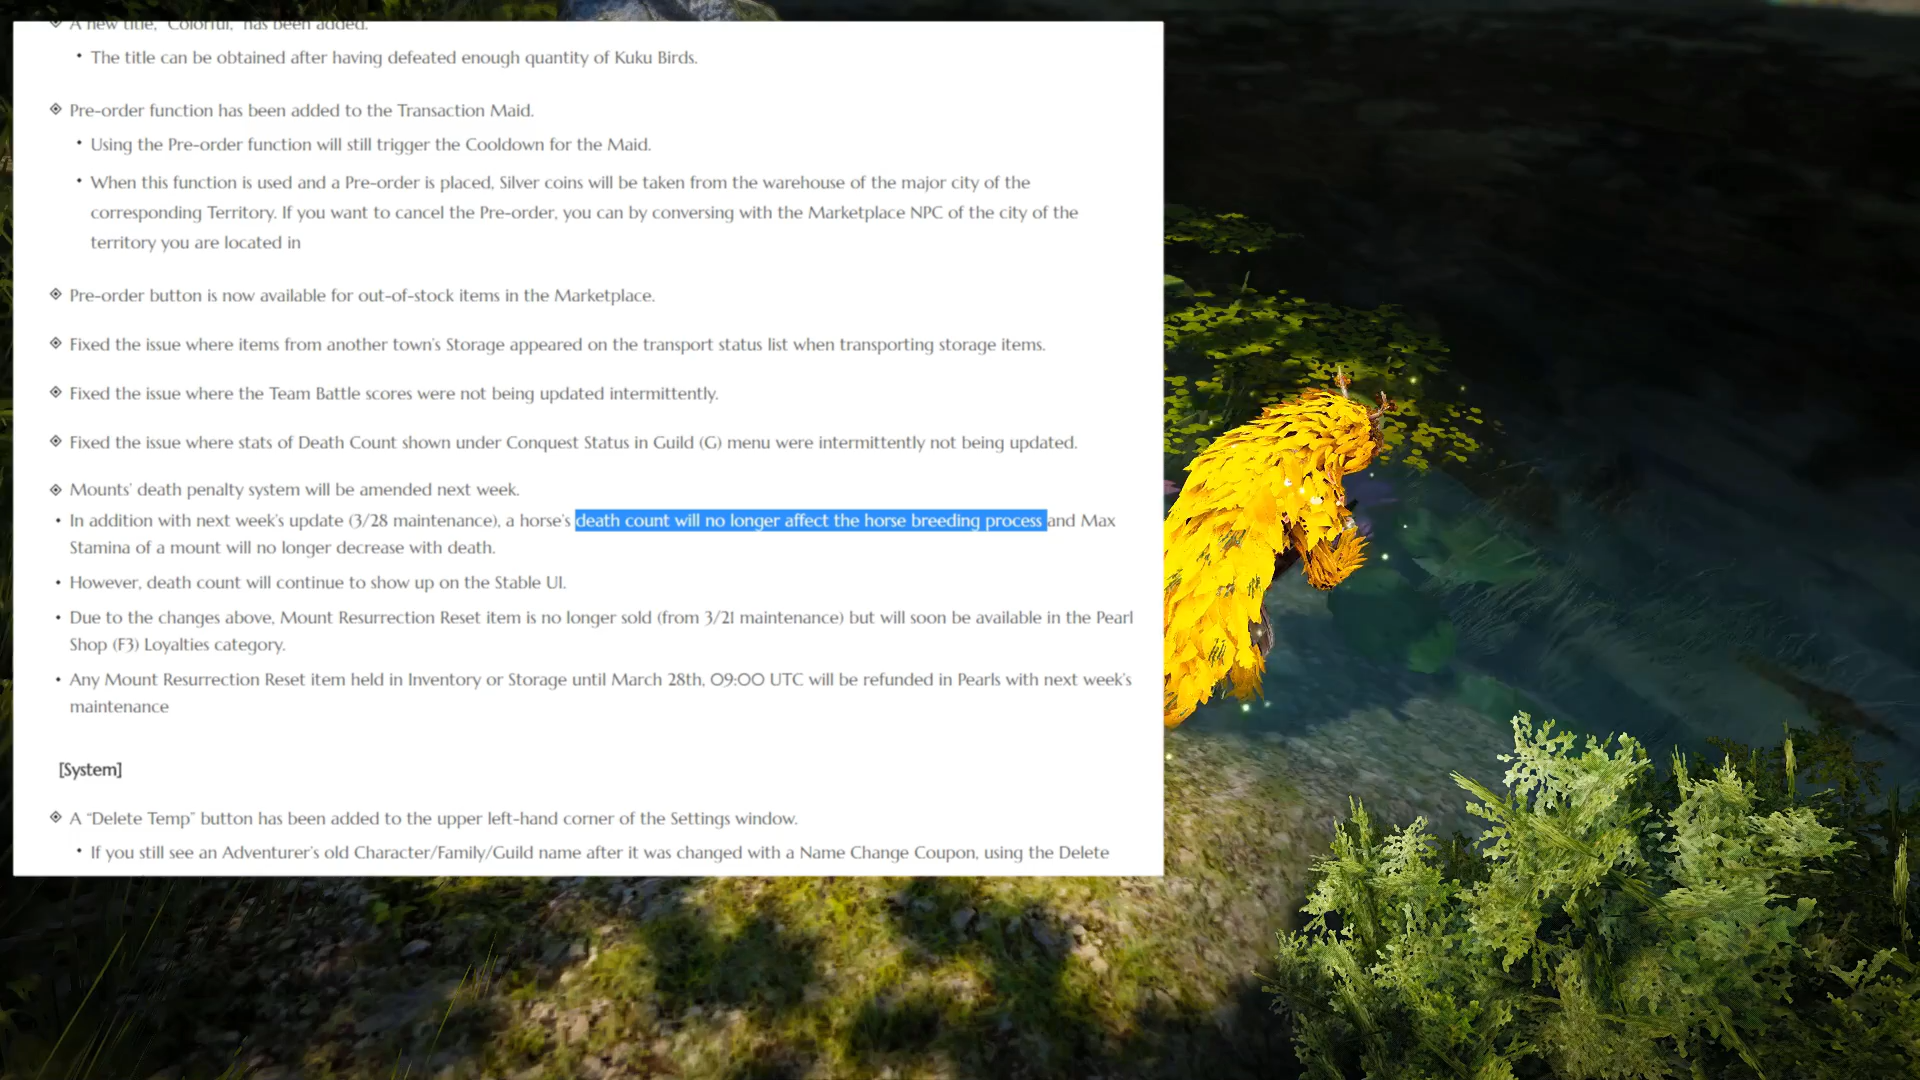 ◈ A new title, "Colorful," has been added.
• The title can be obtained after having defeated enough quantity of Kuku Birds.
◈ Pre-order function has been added to the Transaction Maid.
• Using the Pre-order function will still trigger the Cooldown for the Maid.
• When this function is used and a Pre-order is placed, Silver coins will be taken from the warehouse of the major city of the
corresponding Territory. If you want to cancel the Pre-order, you can by conversing with the Marketplace NPC of the city of the
territory you are located in
◈ Pre-order button is now available for out-of-stock items in the Marketplace.
◈ Fixed the issue where items from another town's Storage appeared on the transport status list when transporting storage items.
◈ Fixed the issue where the Team Battle scores were not being updated intermittently.
◈ Fixed the issue where stats of Death Count shown under Conquest Status in Guild (G) menu were intermittently not being updated.
◈ Mounts' death penalty system will be amended next week.
• In addition with next week's update (3/28 maintenance), a horse's death count will no longer affect the horse breeding process and Max
Stamina of a mount will no longer decrease with death.
• However, death count will continue to show up on the Stable UI.
• Due to the changes above, Mount Resurrection Reset item is no longer sold (from 3/21 maintenance) but will soon be available in the Pearl
Shop (F3) Loyalties category.
• Any Mount Resurrection Reset item held in Inventory or Storage until March 28th, 09:00 UTC will be refunded in Pearls with next week's
maintenance
[System]
◈ A "Delete Temp" button has been added to the upper left-hand corner of the Settings window.
• If you still see an Adventurer's old Character/Family/Guild name after it was changed with a Name Change Coupon, using the Delete